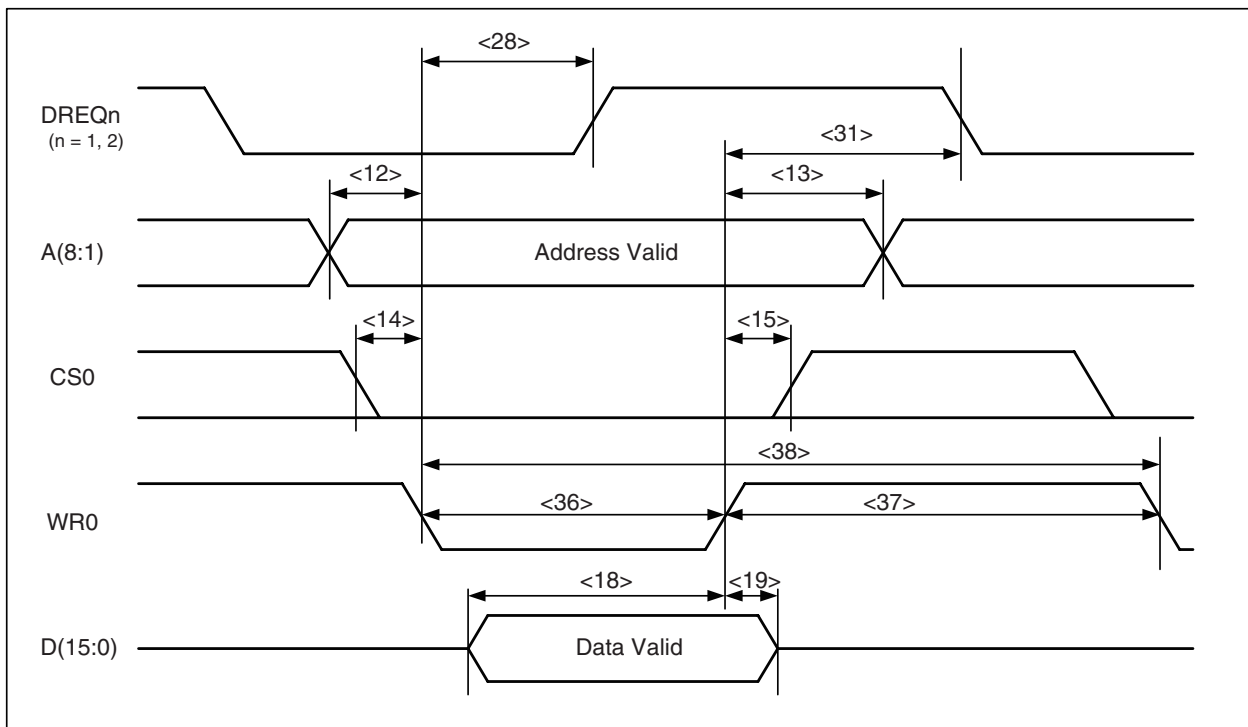 <28>
DREQn
(n = 1, 2)
<31>
<12>
<13>
A(8:1)
Address Valid
<14>
<15>
CS0
<38>
WR0
<36>
<37>
<18>
<19>
D(15:0)
Data Valid